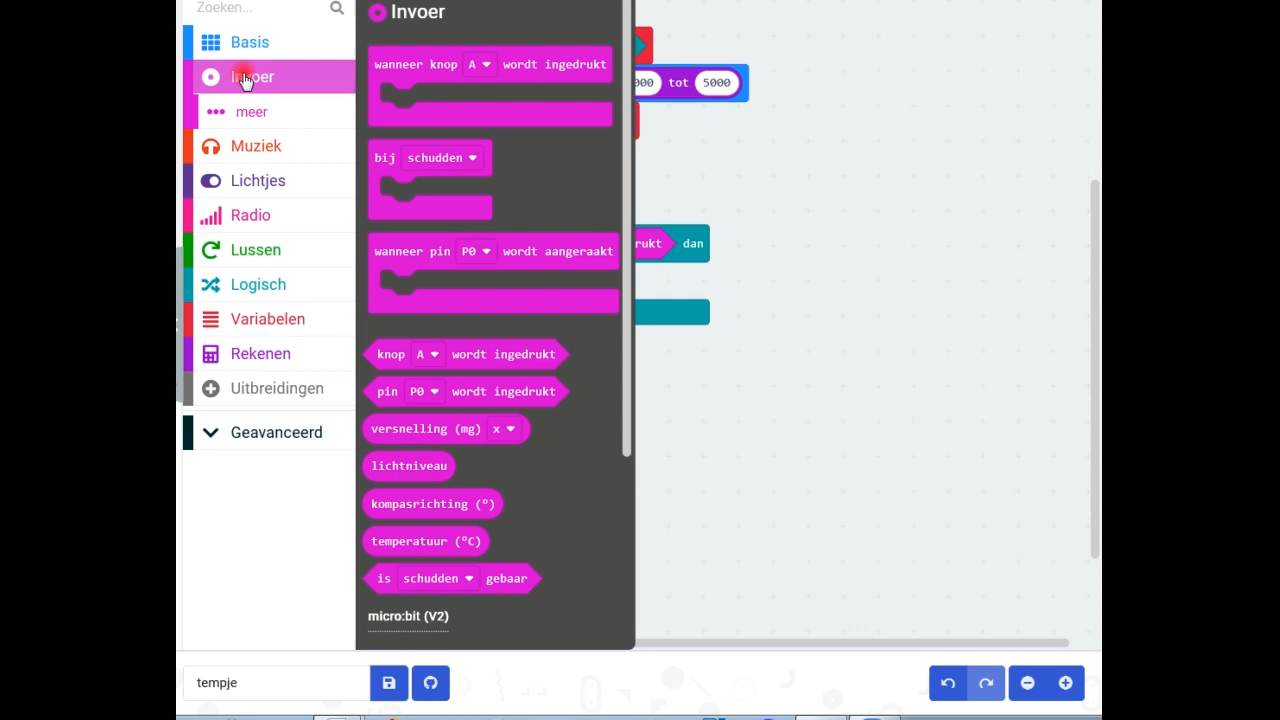 Zoeken...
Basis
Invoer
meer
Muziek
Lichtjes
Radio
Lussen
Logisch
Variabelen
Rekenen
Uitbreidingen
Geavanceerd
Invoer
wanneer knop A wordt ingedrukt
bij schudden
wanneer pin P0 wordt aangeraakt
knop A wordt ingedrukt
pin P0 wordt ingedrukt
versnelling (mg) x
lichtniveau
kompasrichting (°)
temperatuur (°C)
is schudden gebaar
micro:bit (V2)
tot 5000
dan
tempje